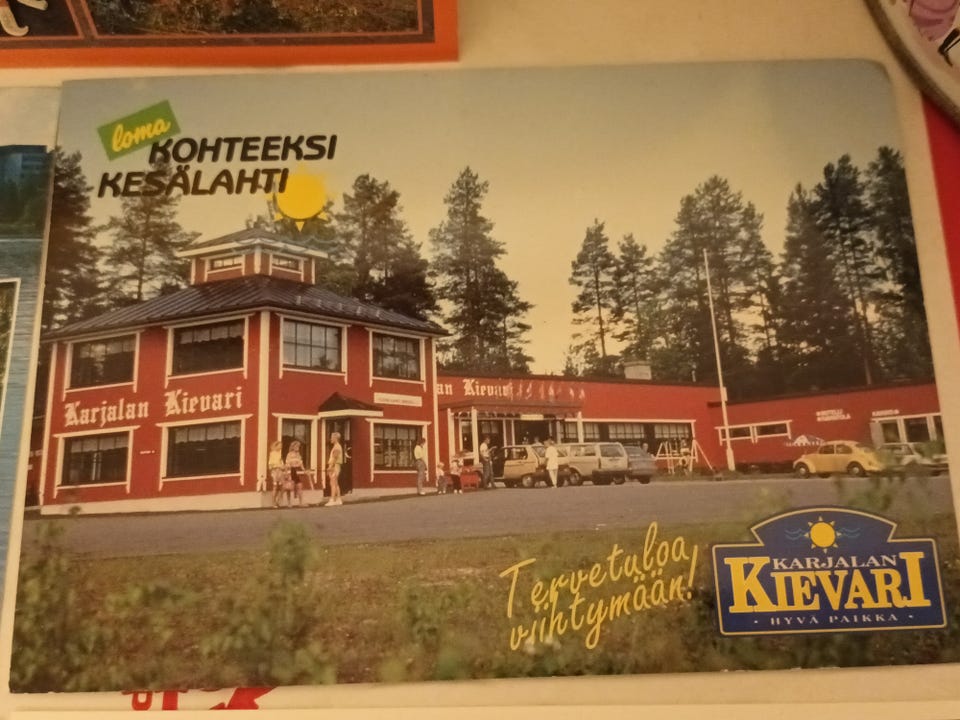 loma
KOHTEEKSI
KESÄLAHTI
Karjalan Kievari
Kievari
Tervetuloa
viihtymään!
KARJALAN
KIEVARI
· HYVÄ PAIKKA ·